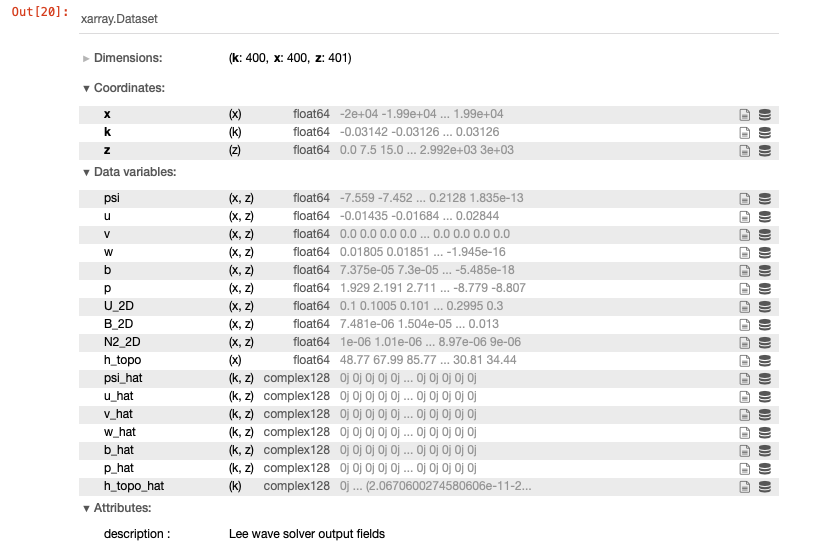 Out[20]:
xarray.Dataset
► Dimensions: (k: 400, x: 400, z: 401)
▼ Coordinates:
x (x) float64 -2e+04 -1.99e+04 ... 1.99e+04
k (k) float64 -0.03142 -0.03126 ... 0.03126
z (z) float64 0.0 7.5 15.0 ... 2.992e+03 3e+03
▼ Data variables:
psi (x, z) float64 -7.559 -7.452 ... 0.2128 1.835e-13
u (x, z) float64 -0.01435 -0.01684 ... 0.02844
v (x, z) float64 0.0 0.0 0.0 0.0 ... 0.0 0.0 0.0 0.0
w (x, z) float64 0.01805 0.01851 ... -1.945e-16
b (x, z) float64 7.375e-05 7.3e-05 ... -5.485e-18
p (x, z) float64 1.929 2.191 2.711 ... -8.779 -8.807
U_2D (x, z) float64 0.1 0.1005 0.101 ... 0.2995 0.3
B_2D (x, z) float64 7.481e-06 1.504e-05 ... 0.013
N2_2D (x, z) float64 1e-06 1.01e-06 ... 8.97e-06 9e-06
h_topo (x) float64 48.77 67.99 85.77 ... 30.81 34.44
psi_hat (k, z) complex128 0j 0j 0j 0j ... 0j 0j 0j 0j 0j
u_hat (k, z) complex128 0j 0j 0j 0j ... 0j 0j 0j 0j 0j
v_hat (k, z) complex128 0j 0j 0j 0j ... 0j 0j 0j 0j 0j
w_hat (k, z) complex128 0j 0j 0j 0j ... 0j 0j 0j 0j 0j
b_hat (k, z) complex128 0j 0j 0j 0j ... 0j 0j 0j 0j 0j
p_hat (k, z) complex128 0j 0j 0j 0j ... 0j 0j 0j 0j 0j
h_topo_hat (k) complex128 0j ... (2.0670600274580606e-11-2...
▼ Attributes:
description : Lee wave solver output fields